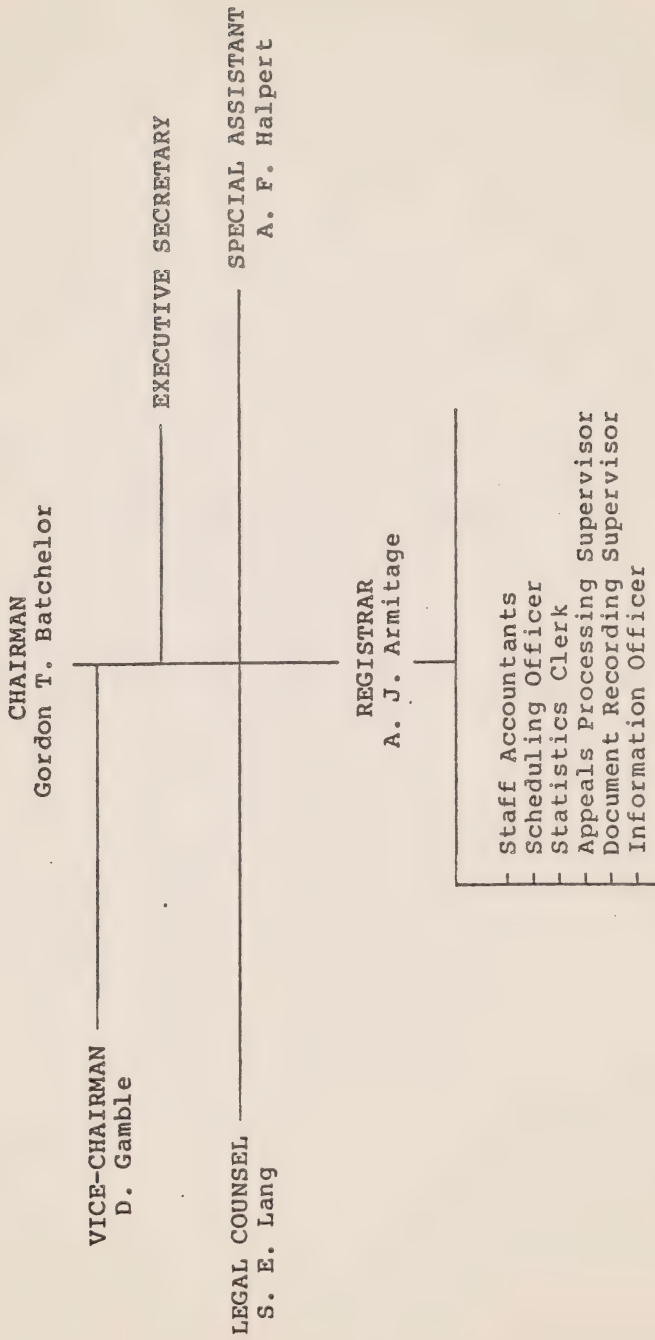 CHAIRMAN
Gordon T. Batchelor
VICE-CHAIRMAN
D. Gamble
EXECUTIVE SECRETARY
LEGAL COUNSEL
S. E. Lang
SPECIAL ASSISTANT
A. F. Halpert
REGISTRAR
A. J. Armitage
Staff Accountants
Scheduling Officer
Statistics Clerk
Appeals Processing Supervisor
Document Recording Supervisor
Information Officer